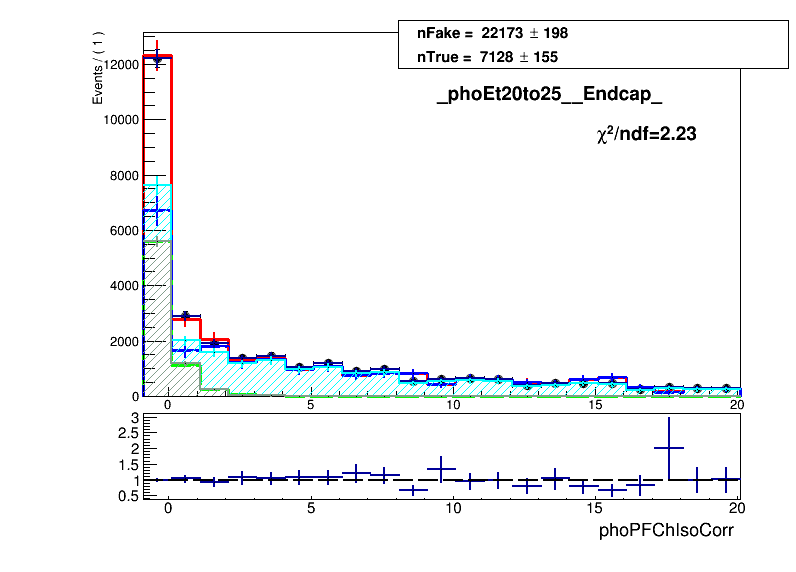 nFake = 22173 ± 198
nTrue = 7128 ± 155
Events / ( 1 )
_phoEt20to25__Endcap_
χ²/ndf=2.23
12000
10000
8000
6000
4000
2000
0
0 5 10 15 20
3
2.5
2
1.5
1
0.5
0 5 10 15 20
phoPFChIsoCorr